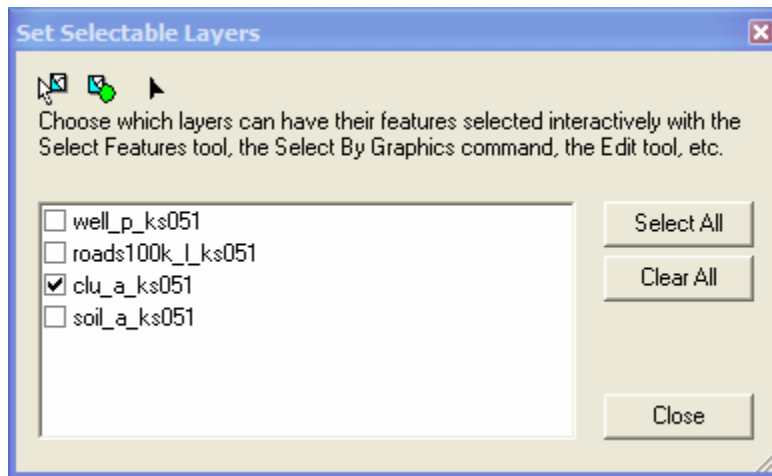 Set Selectable Layers
Choose which layers can have their features selected interactively with the
Select Features tool, the Select By Graphics command, the Edit tool, etc.
well_p_ks051
roads100k_l_ks051
clu_a_ks051
soil_a_ks051
Select All
Clear All
Close